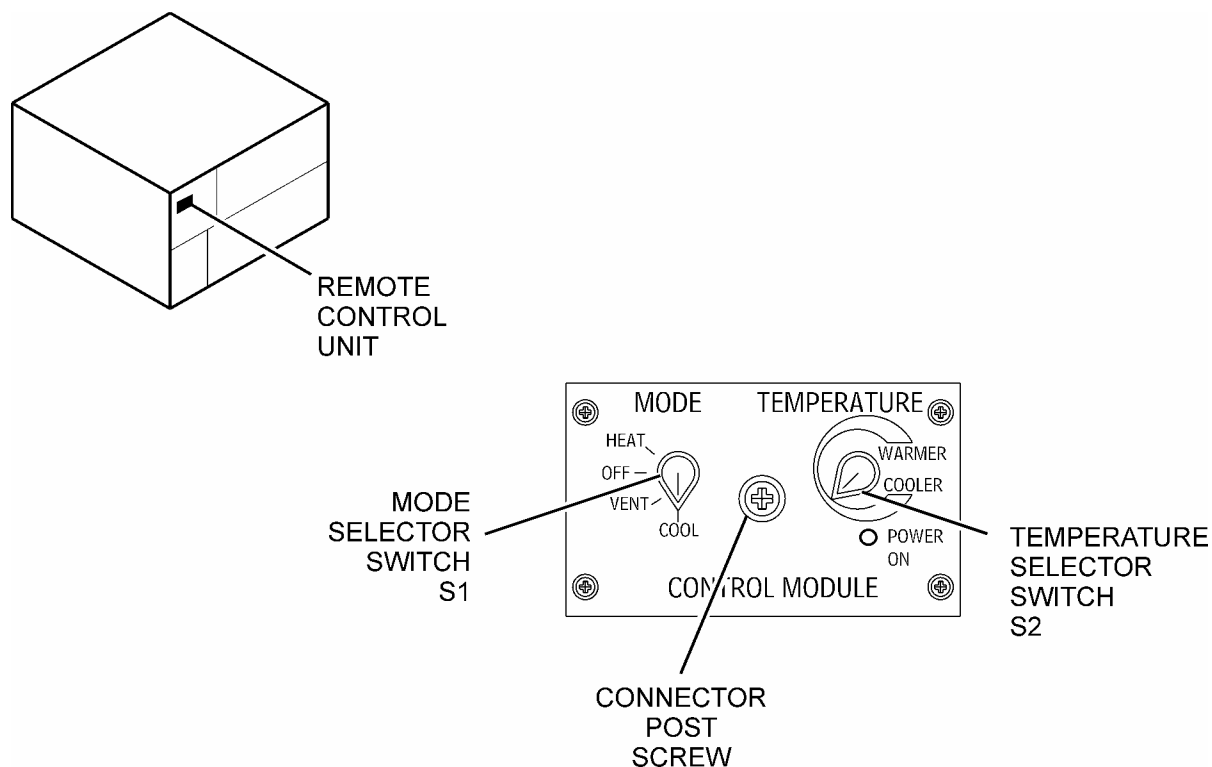 REMOTE
CONTROL
UNIT
MODE
TEMPERATURE
HEAT
OFF
VENT
COOL
WARMER
COOLER
POWER
ON
CONTROL MODULE
MODE
SELECTOR
SWITCH
S1
TEMPERATURE
SELECTOR
SWITCH
S2
CONNECTOR
POST
SCREW